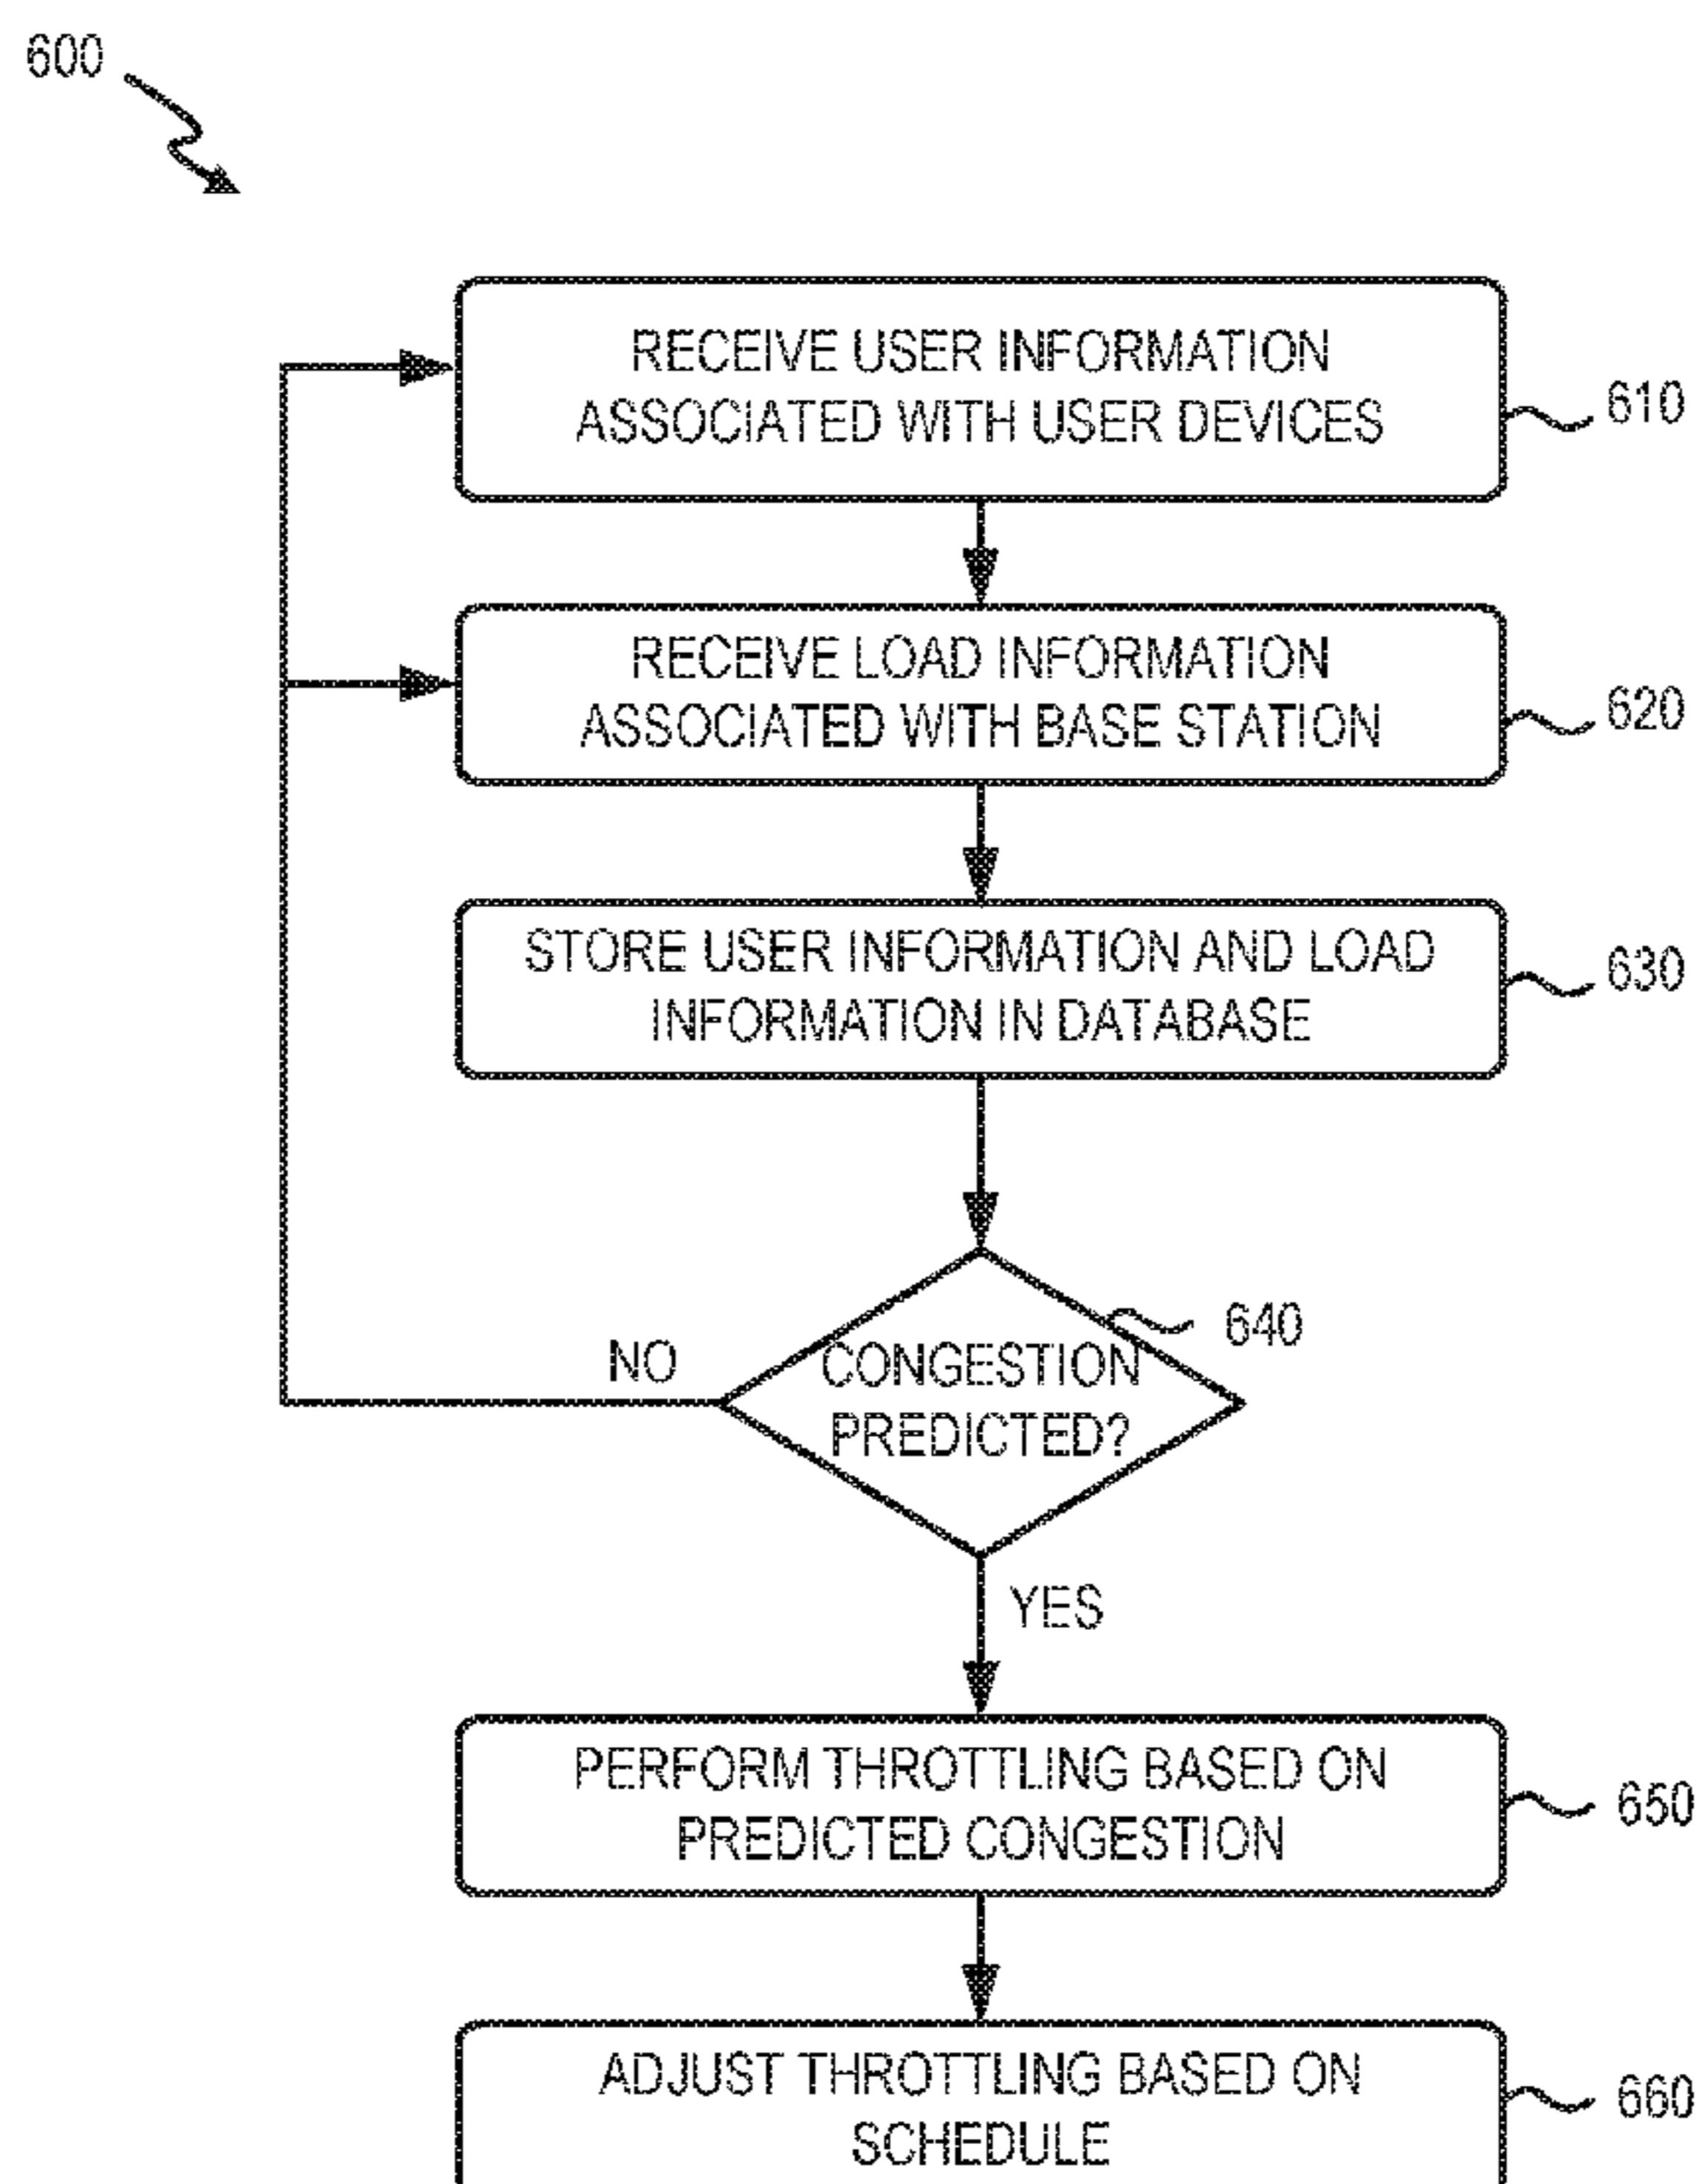 600
RECEIVE USER INFORMATION
ASSOCIATED WITH USER DEVICES
610
RECEIVE LOAD INFORMATION
ASSOCIATED WITH BASE STATION
620
STORE USER INFORMATION AND LOAD
INFORMATION IN DATABASE
630
640
NO
CONGESTION
PREDICTED?
YES
PERFORM THROTTLING BASED ON
PREDICTED CONGESTION
650
ADJUST THROTTLING BASED ON
SCHEDULE
660